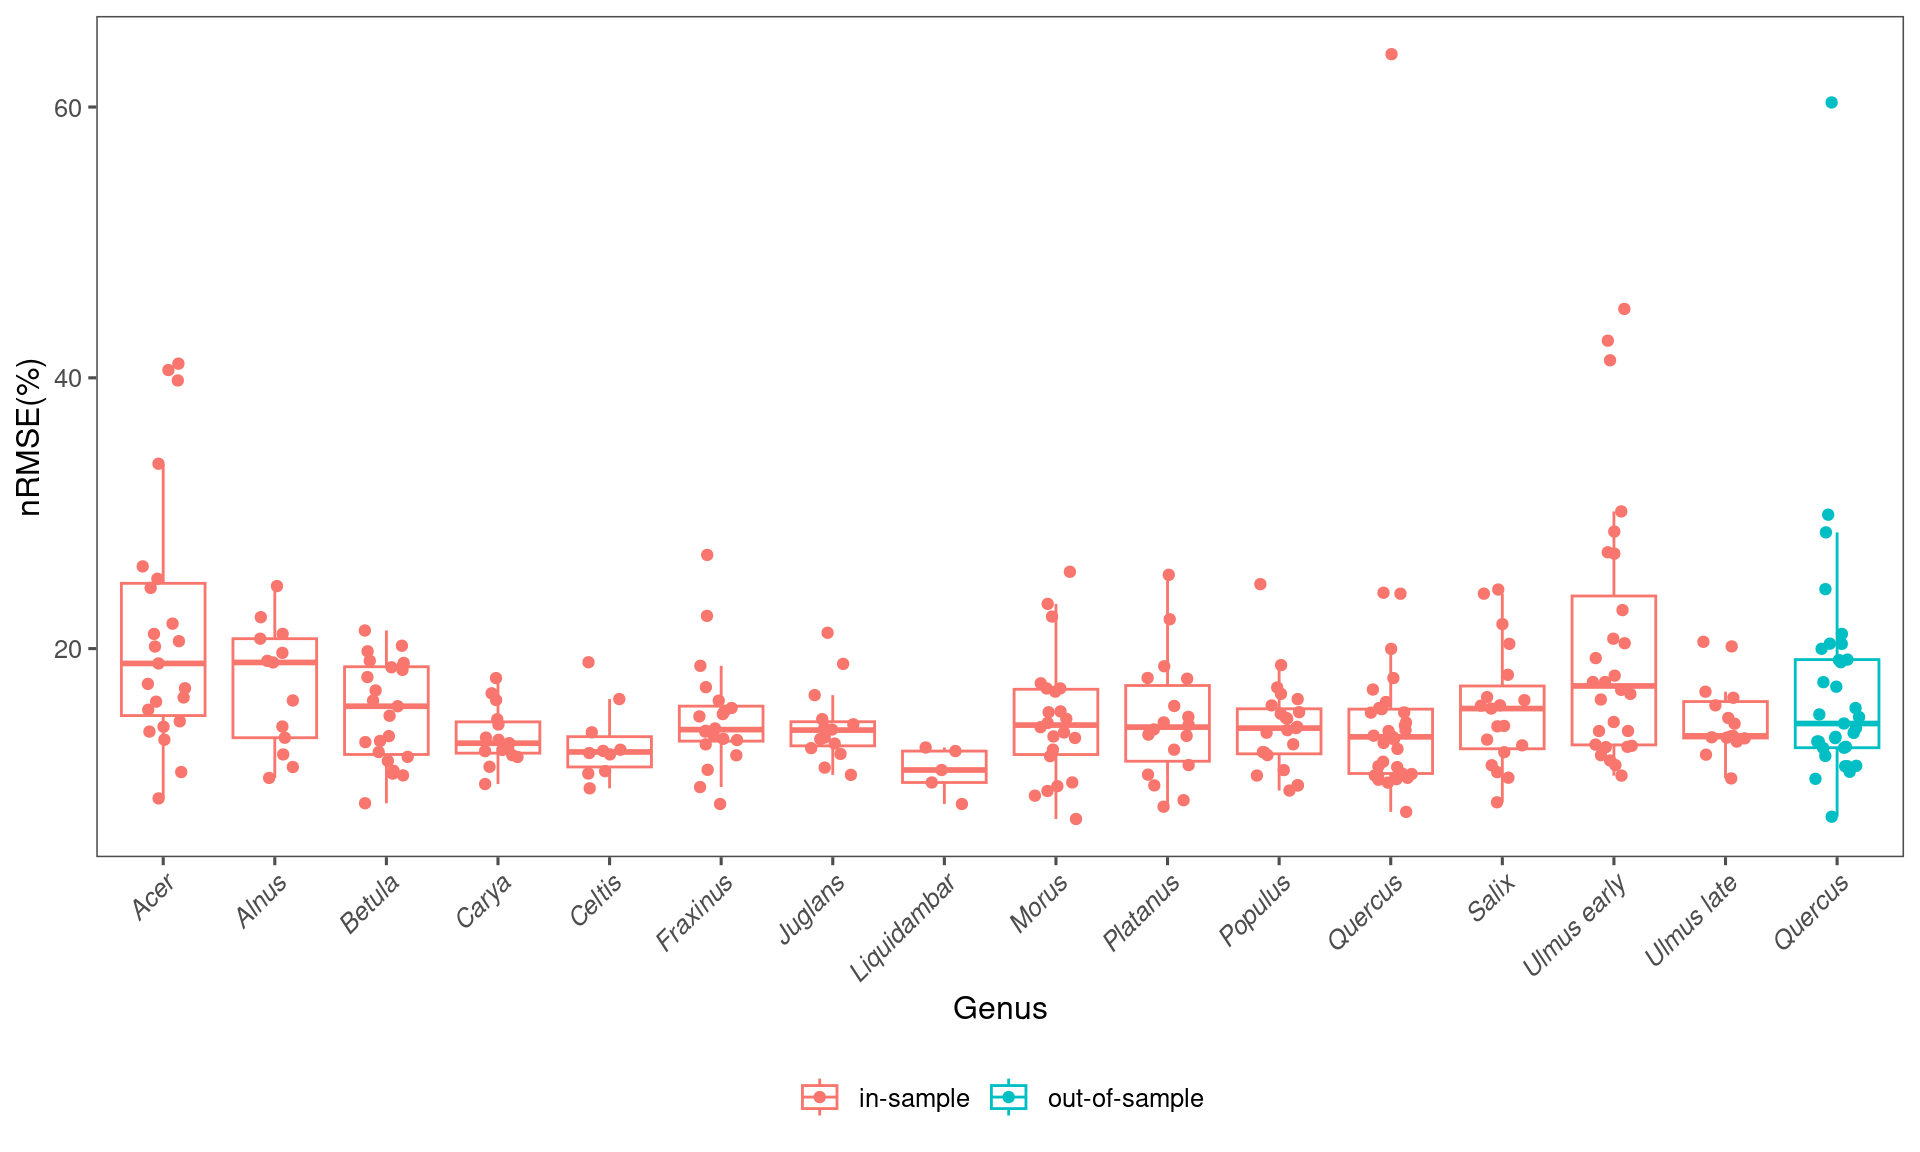 nRMSE(%)
60
40
20
Acer
Alnus
Betula
Carya
Celtis
Fraxinus
Juglans
Liquidambar
Morus
Platanus
Populus
Quercus
Salix
Ulmus early
Ulmus late
Quercus
Genus
in-sample
out-of-sample